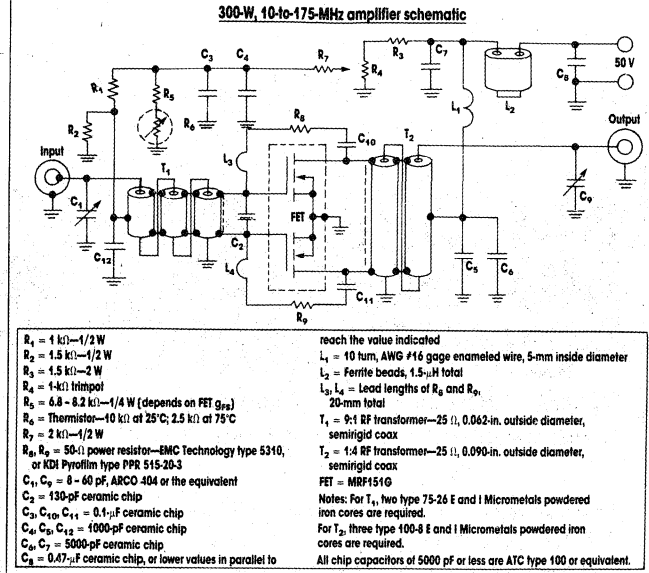 300-W, 10-to-175-MHz amplifier schematic
R₁
R₂
R₅
R₆
C₃
C₄
R₇
R₄
R₃
C₇
L₁
L₂
C₈
50 V
Input
C₁
C₁₂
T₁
L₃
R₈
C₁₀
C₂
L₄
FET
R₉
C₁₁
T₂
C₅
C₆
Output
C₉
R₁ = 1 kΩ—1/2 W
R₂ = 1.5 kΩ—1/2 W
R₃ = 1.5 kΩ—2 W
R₄ = 1-kΩ trimpot
R₅ = 6.8 - 8.2 kΩ—1/4 W (depends on FET gFS)
R₆ = Thermistor—10 kΩ at 25°C; 2.5 kΩ at 75°C
R₇ = 2 kΩ—1/2 W
R₈, R₉ = 50-Ω power resistor—EMC Technology type 5310,
or KDI Pyrofilm type PPR 515-20-3
C₁, C₉ = 8 - 60 pF, ARCO 404 or the equivalent
C₂ = 130-pF ceramic chip
C₃, C₁₀, C₁₁ = 0.1-μF ceramic chip
C₄, C₅, C₁₂ = 1000-pF ceramic chip
C₆, C₇ = 5000-pF ceramic chip
C₈ = 0.47-μF ceramic chip, or lower values in parallel to
reach the value indicated
L₁ = 10 turn, AWG #16 gage enameled wire, 5-mm inside diameter
L₂ = Ferrite beads, 1.5-μH total
L₃, L₄ = Lead lengths of R₈ and R₉,
20-mm total
T₁ = 9:1 RF transformer—25 Ω, 0.062-in. outside diameter,
semirigid coax
T₂ = 1:4 RF transformer—25 Ω, 0.090-in. outside diameter,
semirigid coax
FET = MRF151G
Notes: For T₁, two type 75-26 E and I Micrometals powdered
iron cores are required.
For T₂, three type 100-8 E and I Micrometals powdered iron
cores are required.
All chip capacitors of 5000 pF or less are ATC type 100 or equivalent.